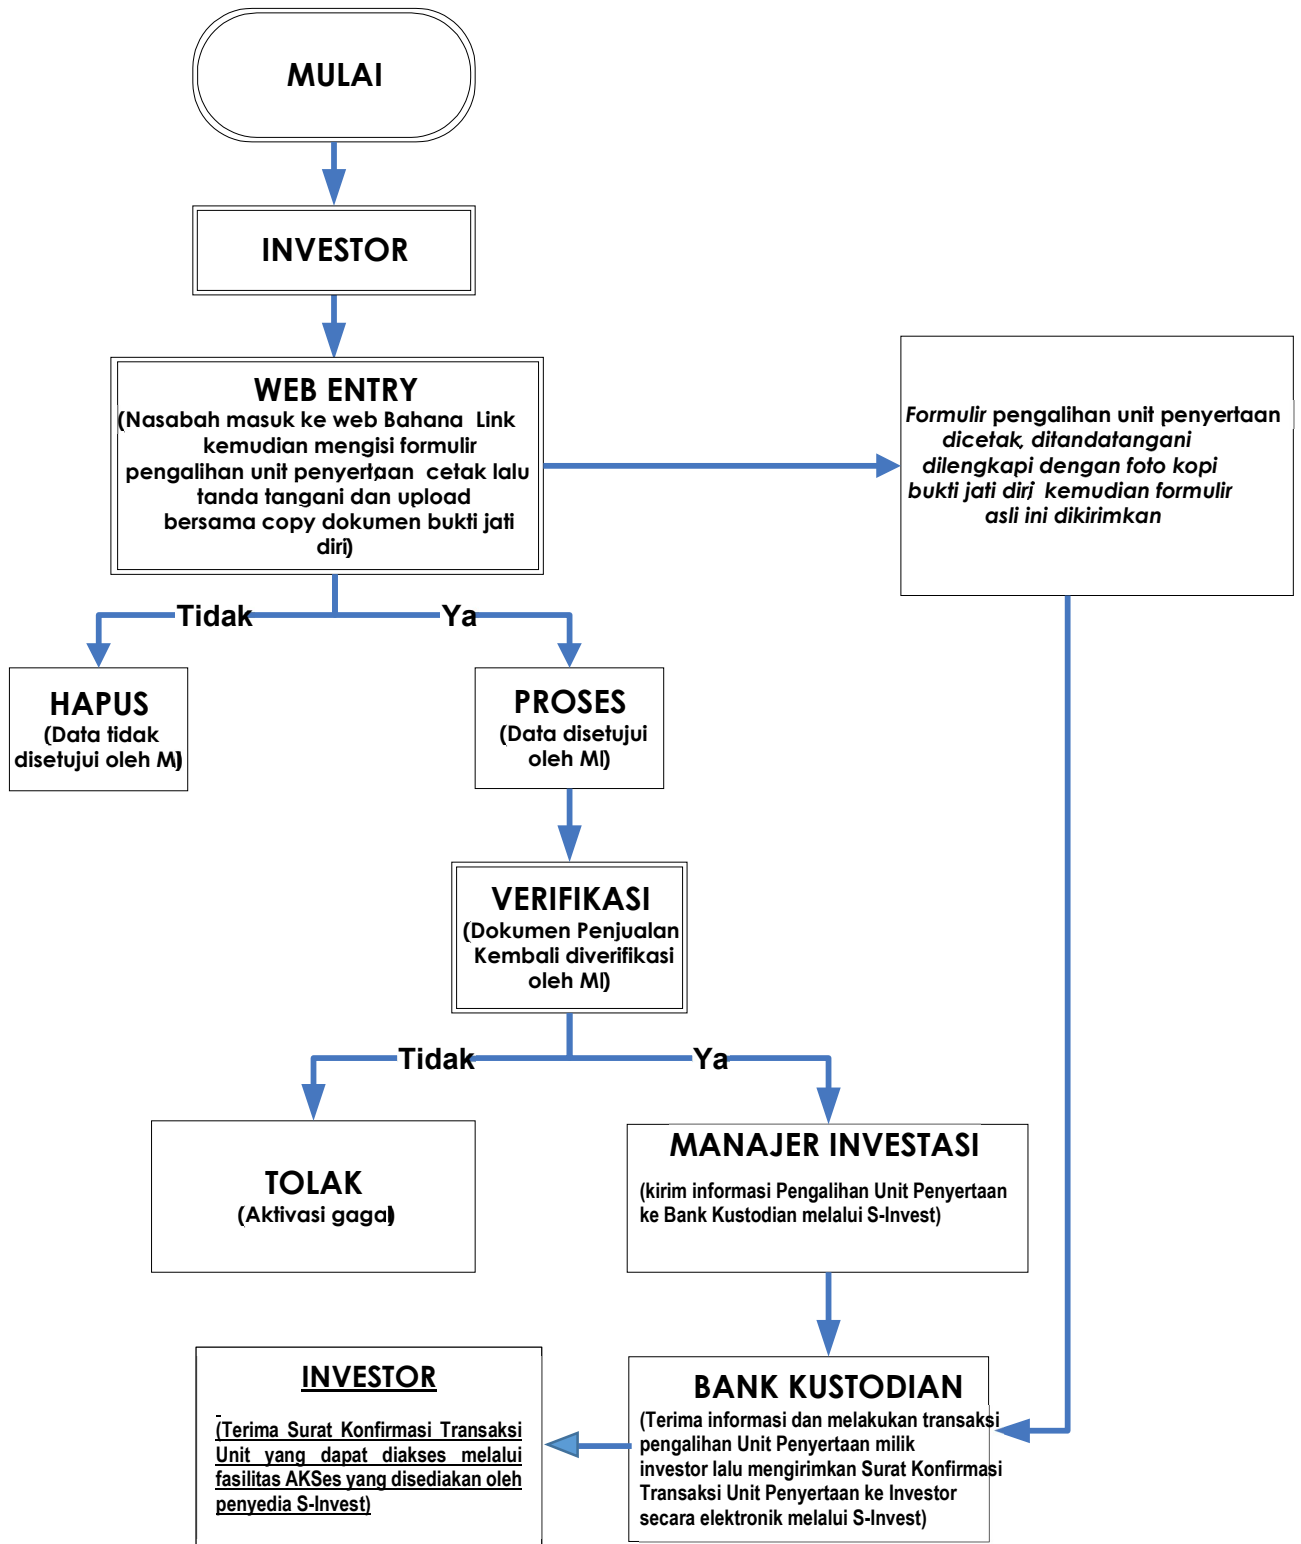 MULAI
INVESTOR
WEB ENTRY
(Nasabah masuk ke web Bahana Link
kemudian mengisi formulir
pengalihan unit penyertaan cetak lalu
tanda tangani dan upload
bersama copy dokumen bukti jati
diri)
Formulir pengalihan unit penyertaan
dicetak, ditandatangani
dilengkapi dengan foto kopi
bukti jati diri, kemudian formulir
asli ini dikirimkan
Tidak
Ya
HAPUS
(Data tidak
disetujui oleh MI)
PROSES
(Data disetujui
oleh MI)
VERIFIKASI
(Dokumen Penjualan
Kembali diverifikasi
oleh MI)
Tidak
Ya
TOLAK
(Aktivasi gagal)
MANAJER INVESTASI
(kirim informasi Pengalihan Unit Penyertaan
ke Bank Kustodian melalui S-Invest)
INVESTOR
(Terima Surat Konfirmasi Transaksi
Unit yang dapat diakses melalui
fasilitas AKSes yang disediakan oleh
penyedia S-Invest)
BANK KUSTODIAN
(Terima informasi dan melakukan transaksi
pengalihan Unit Penyertaan milik
investor lalu mengirimkan Surat Konfirmasi
Transaksi Unit Penyertaan ke Investor
secara elektronik melalui S-Invest)